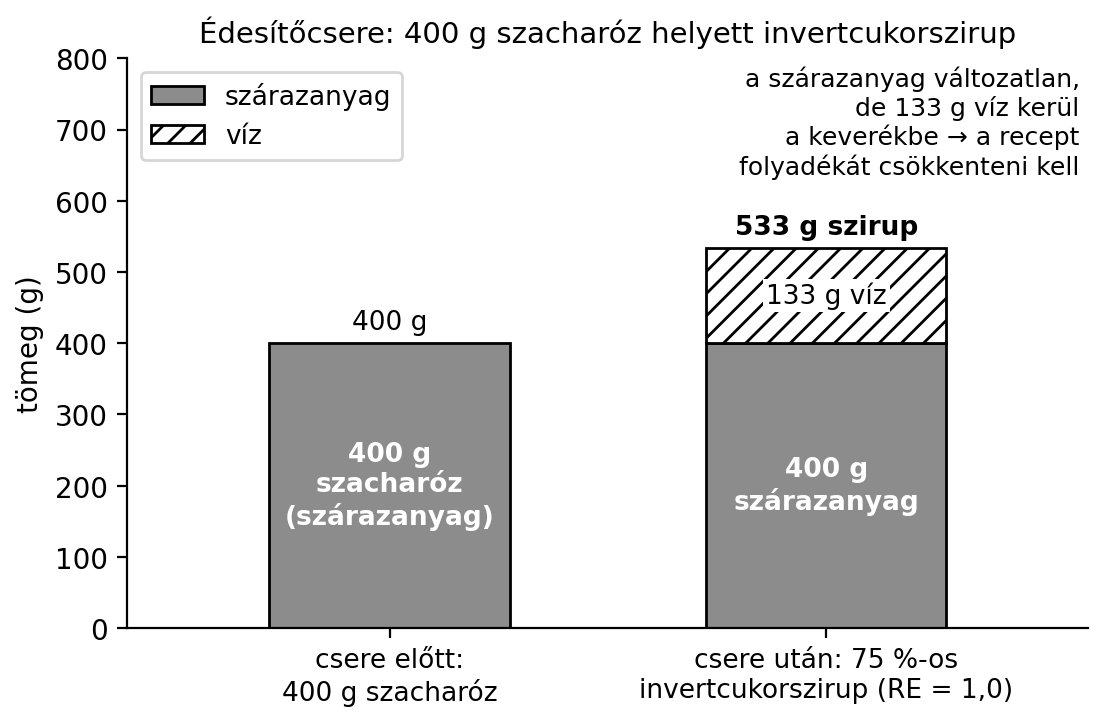 Édesítőcsere: 400 g szacharóz helyett invertcukorszirup
szárazanyag
víz
a szárazanyag változatlan,
de 133 g víz kerül
a keverékbe → a recept
folyadékát csökkenteni kell
tömeg (g)
800
700
600
500
400
300
200
100
0
400 g
400 g
szacharóz
(szárazanyag)
533 g szirup
133 g víz
400 g
szárazanyag
csere előtt:
400 g szacharóz
csere után: 75 %-os
invertcukorszirup (RE = 1,0)